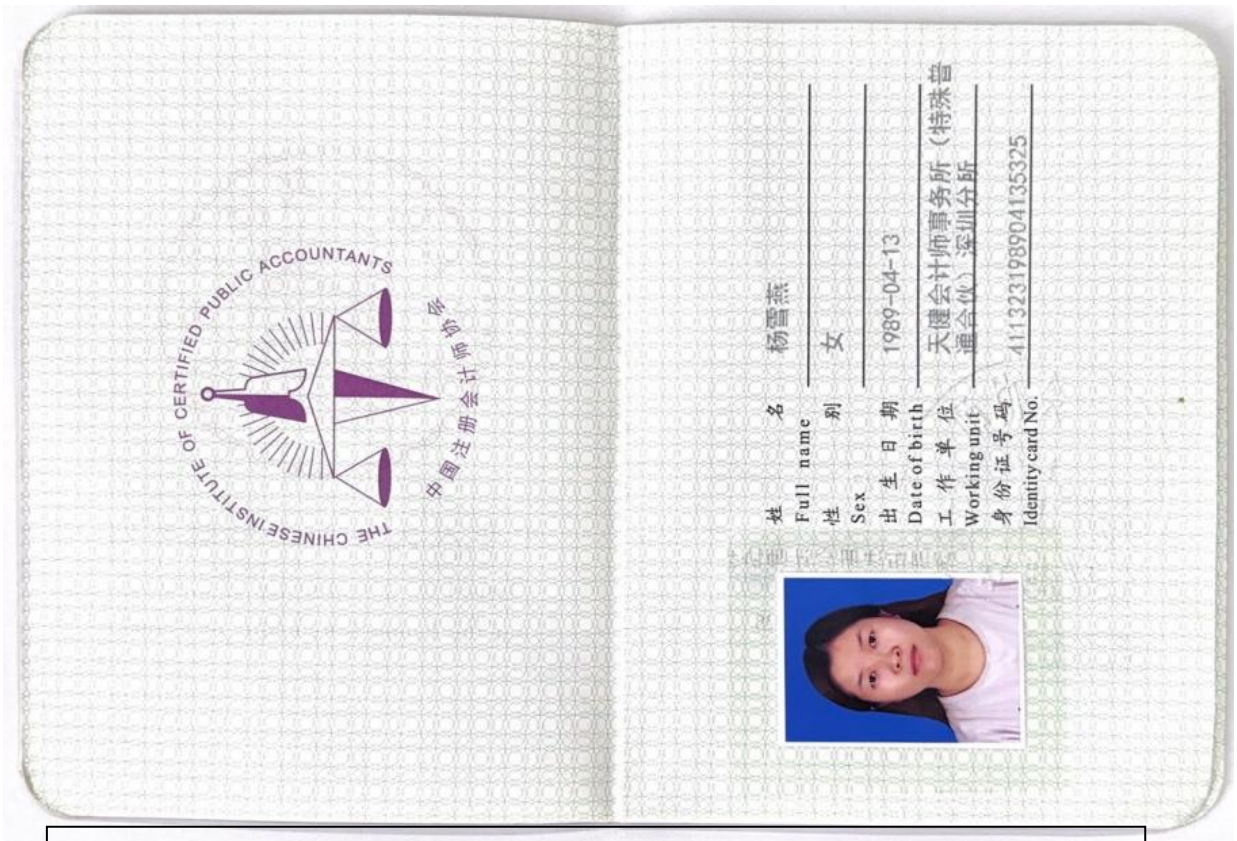 THE CHINESE INSTITUTE OF CERTIFIED PUBLIC ACCOUNTANTS
中国注册会计师协会
姓 名 杨雪燕
Full name
性 别 女
Sex
出 生 日 期 1989-04-13
Date of birth
工 作 单 位 天健会计师事务所（特殊普
Working unit 通合伙）深圳分所
身 份 证 号 码 411323198904135325
Identity card No.